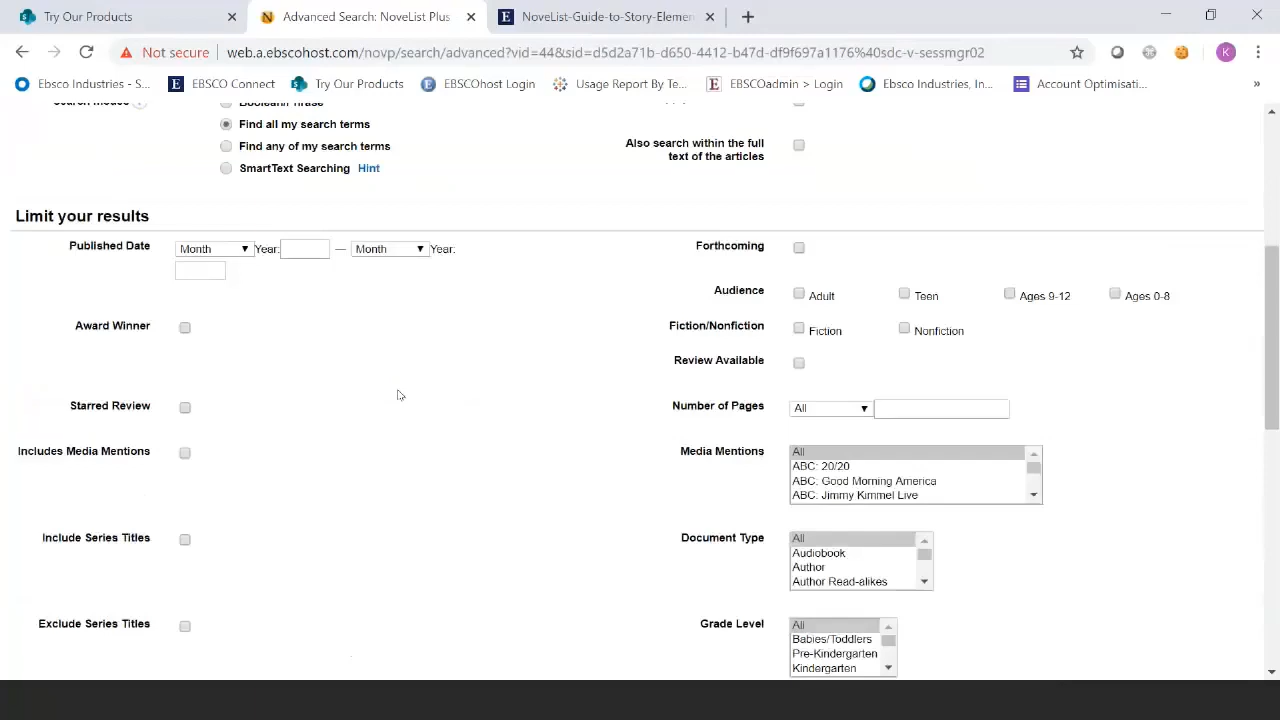 Try Our Products
Advanced Search: NoveList Plus
NoveList-Guide-to-Story-Elemen
Not secure
web.a.ebscohost.com/novp/search/advanced?vid=44&sid=d5d2a71b-d650-4412-b47d-df9f697a1176%40sdc-v-sessmgr02
K
Ebsco Industries - S...
EBSCO Connect
Try Our Products
EBSCOhost Login
Usage Report By Te...
EBSCOadmin > Login
Ebsco Industries, In...
Account Optimisati...
»
Boolean/Phrase
Find all my search terms
Find any of my search terms
SmartText Searching Hint
Also search within the full
text of the articles
Limit your results
Published Date
Month
Year:
—
Month
Year:
Forthcoming
Audience
Adult
Teen
Ages 9-12
Ages 0-8
Award Winner
Fiction/Nonfiction
Fiction
Nonfiction
Review Available
Starred Review
Number of Pages
All
Includes Media Mentions
Media Mentions
All
ABC: 20/20
ABC: Good Morning America
ABC: Jimmy Kimmel Live
Include Series Titles
Document Type
All
Audiobook
Author
Author Read-alikes
Exclude Series Titles
Grade Level
All
Babies/Toddlers
Pre-Kindergarten
Kindergarten